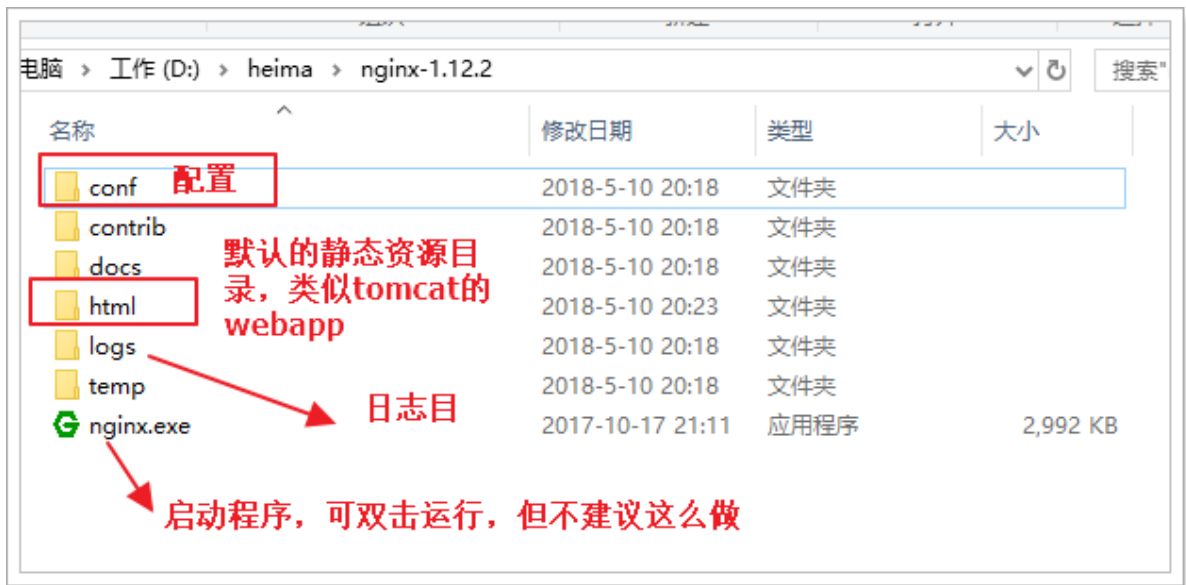 电脑 > 工作 (D:) > heima > nginx-1.12.2 搜索"
名称 修改日期 类型 大小
conf 配置 2018-5-10 20:18 文件夹
contrib 2018-5-10 20:18 文件夹
docs 2018-5-10 20:18 文件夹
html 2018-5-10 20:23 文件夹
logs 2018-5-10 20:18 文件夹
temp 2018-5-10 20:18 文件夹
nginx.exe 2017-10-17 21:11 应用程序 2,992 KB
默认的静态资源目
录，类似tomcat的
webapp
日志目
启动程序，可双击运行，但不建议这么做